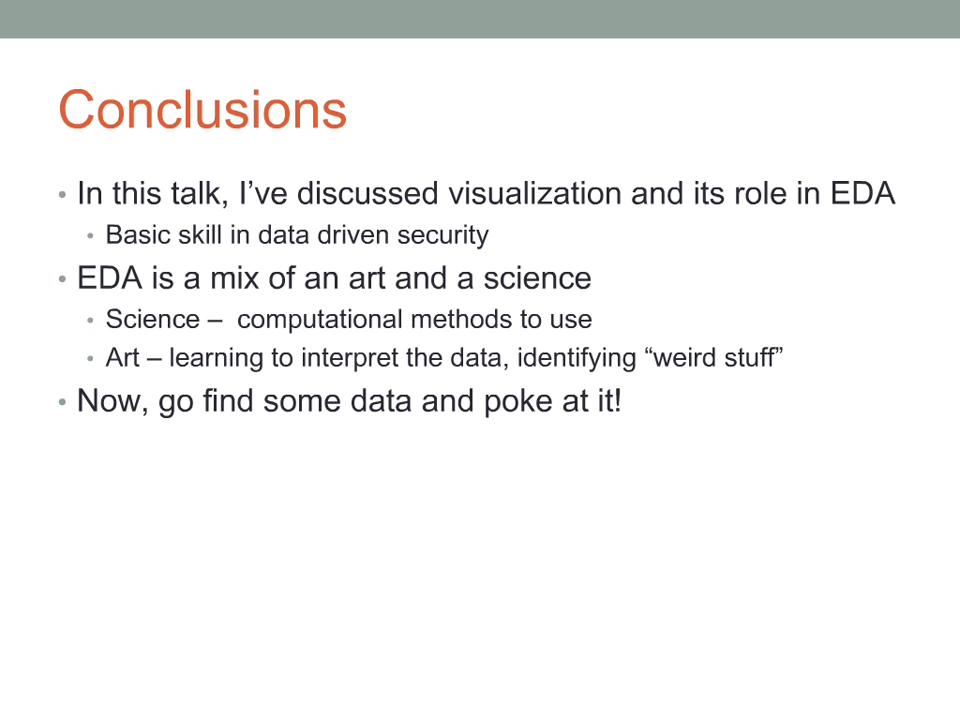 Conclusions
• In this talk, I’ve discussed visualization and its role in EDA
• Basic skill in data driven security
• EDA is a mix of an art and a science
• Science – computational methods to use
• Art – learning to interpret the data, identifying “weird stuff”
• Now, go find some data and poke at it!